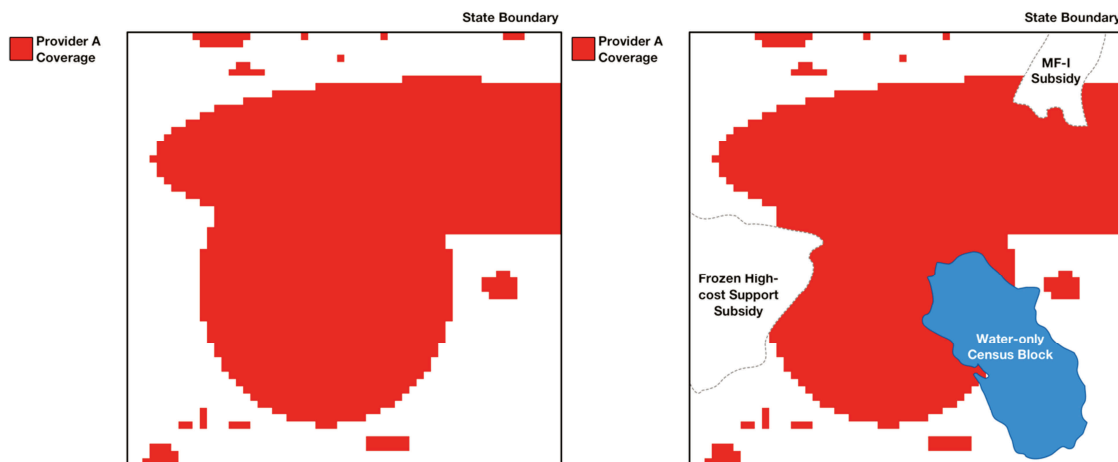 State Boundary
Provider A
Coverage
State Boundary
Provider A
Coverage
MF-I
Subsidy
Frozen High-
cost Support
Subsidy
Water-only
Census Block